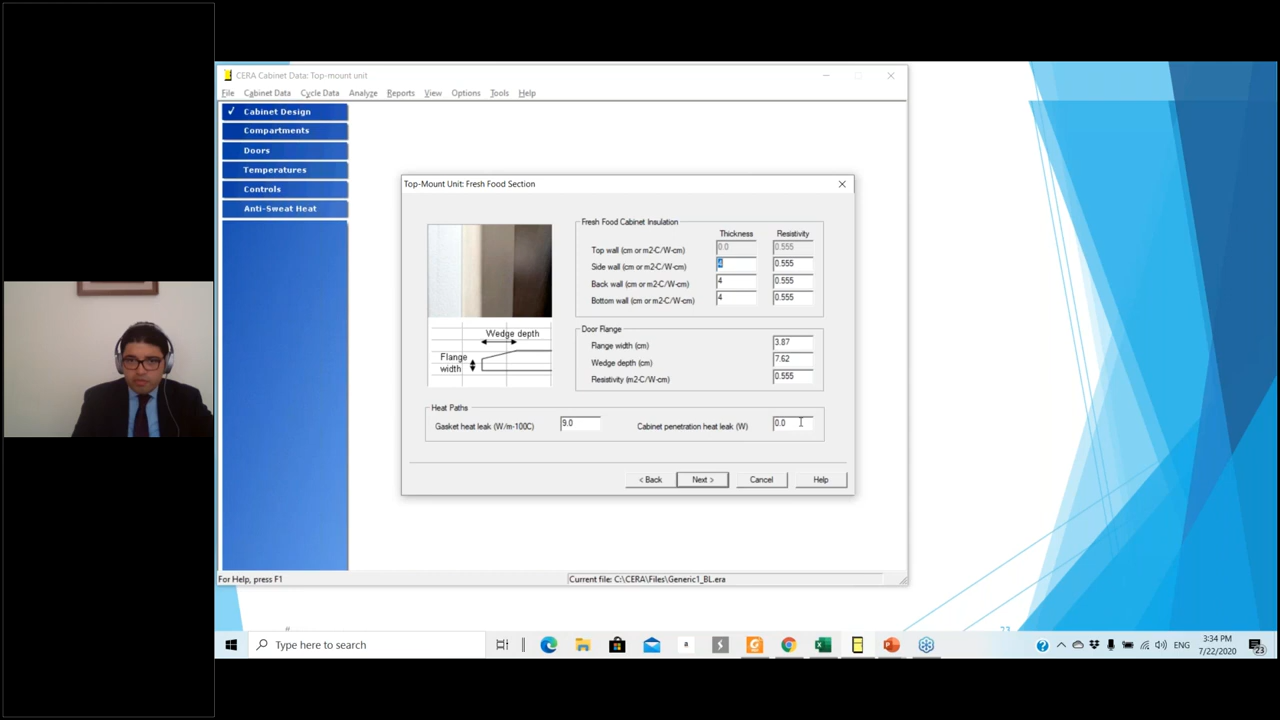 CERA Cabinet Data: Top-mount unit
File Cabinet Data Cycle Data Analyze Reports View Options Tools Help
✓ Cabinet Design
Compartments
Doors
Temperatures
Controls
Anti-Sweat Heat
Top-Mount Unit: Fresh Food Section
Fresh Food Cabinet Insulation
Thickness Resistivity
Top wall (cm or m2-C/W-cm) 0.0 0.555
Side wall (cm or m2-C/W-cm) 4 0.555
Back wall (cm or m2-C/W-cm) 4 0.555
Bottom wall (cm or m2-C/W-cm) 4 0.555
Wedge depth
Flange width
Door Flange
Flange width (cm) 3.87
Wedge depth (cm) 7.62
Resistivity (m2-C/W-cm) 0.555
Heat Paths
Gasket heat leak (W/m-100C) 9.0 Cabinet penetration heat leak (W) 0.0
< Back Next > Cancel Help
For Help, press F1 Current file: C:\CERA\Files\Generic1_BL.era
23
Type here to search
a
ENG
3:34 PM
7/22/2020
23